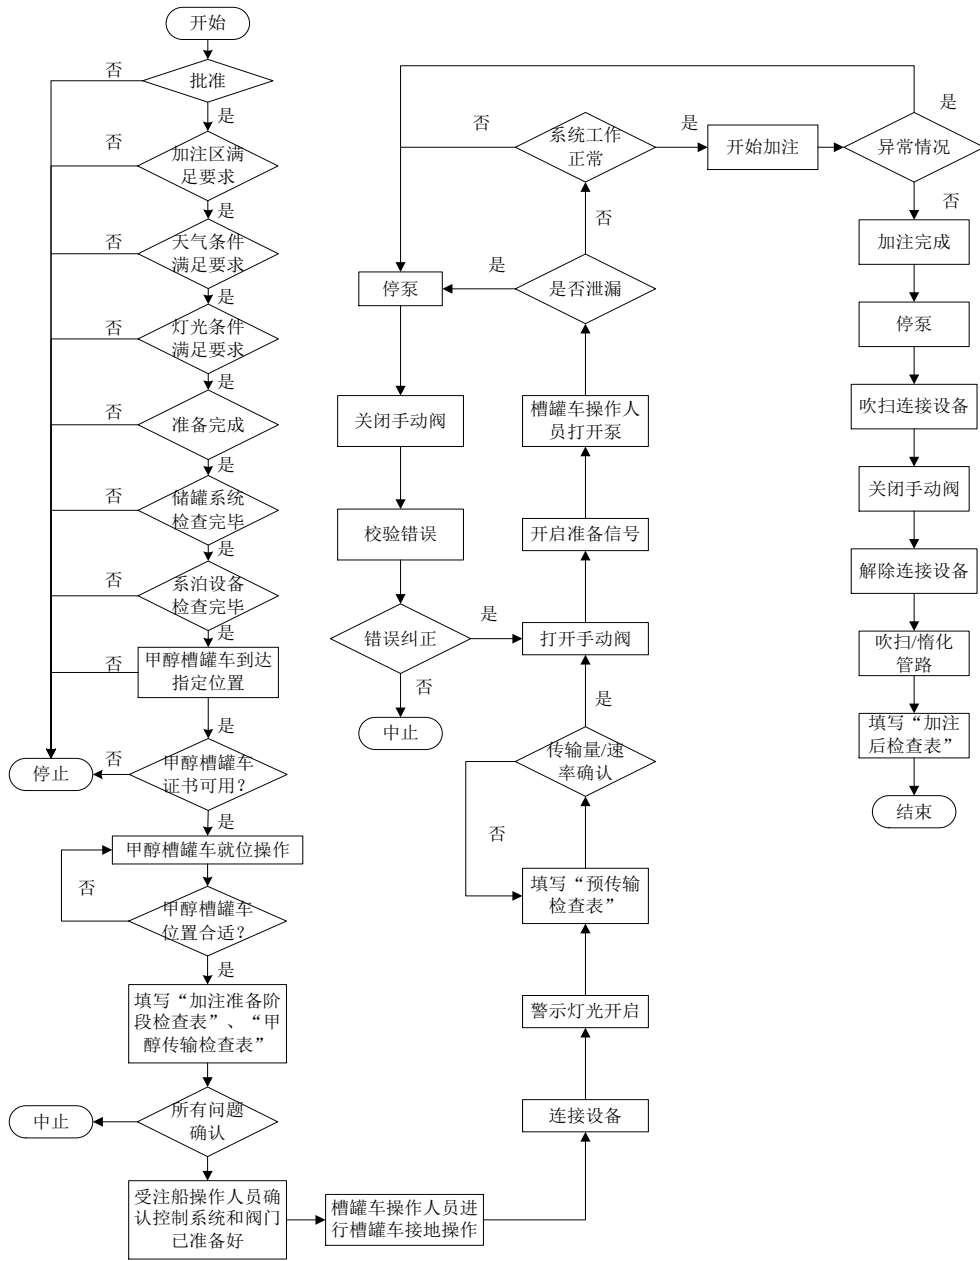 开始
否
批准
是
否
加注区满
足要求
是
否
天气条件
满足要求
是
否
灯光条件
满足要求
是
准备完成
是
否
储罐系统
检查完毕
是
否
系泊设备
检查完毕
是
否
甲醇槽罐车到达
指定位置
是
停止
否
甲醇槽罐车
证书可用?
是
甲醇槽罐车就位操作
否
甲醇槽罐车
位置合适?
是
填写“加注准备阶
段检查表”、“甲
醇传输检查表”
中止
所有问题
确认
受注船操作人员确
认控制系统和阀门
已准备好
槽罐车操作人员进
行槽罐车接地操作
连接设备
警示灯光开启
填写“预传输
检查表”
否
传输量/速
率确认
是
打开手动阀
开启准备信号
槽罐车操作人
员打开泵
是否泄漏
是
否
系统工作
正常
否
是
停泵
关闭手动阀
校验错误
错误纠正
是
否
中止
开始加注
异常情况
是
否
加注完成
停泵
吹扫连接设备
关闭手动阀
解除连接设备
吹扫/惰化
管路
填写“加注
后检查表”
结束